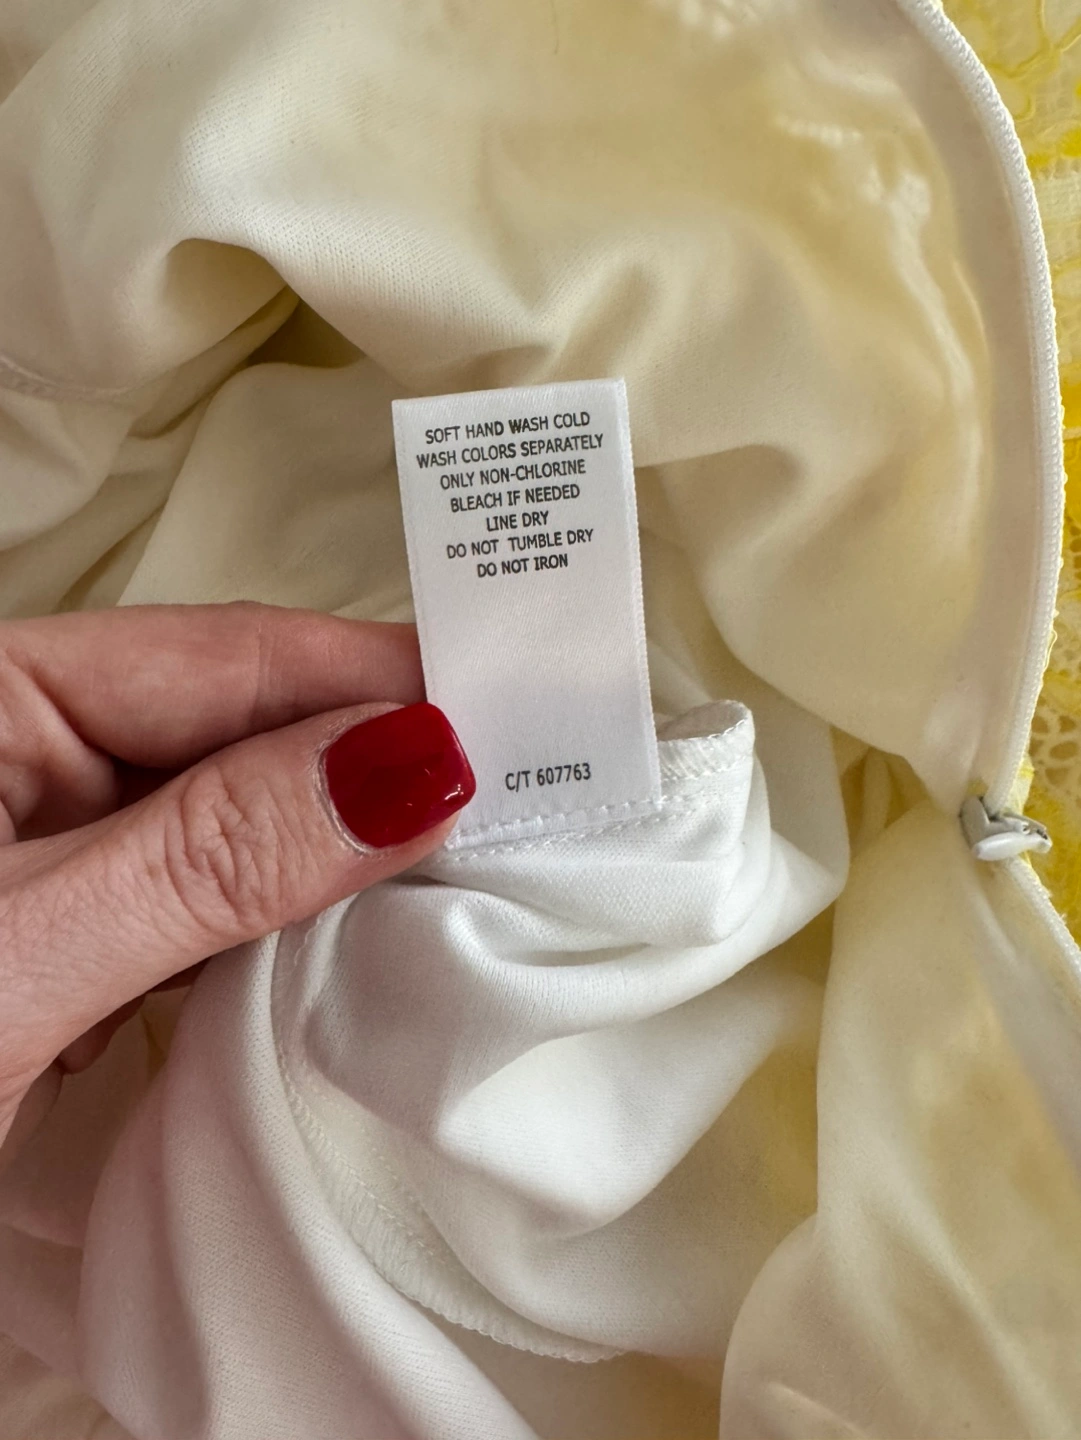 SOFT HAND WASH COLD
WASH COLORS SEPARATELY
ONLY NON-CHLORINE
BLEACH IF NEEDED
LINE DRY
DO NOT TUMBLE DRY
DO NOT IRON
C/T 607763